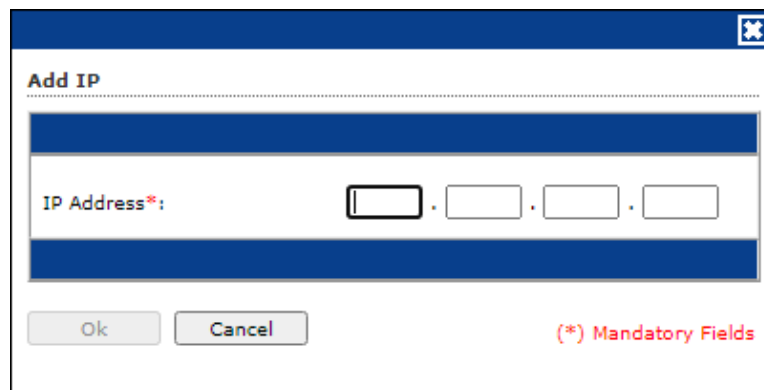 Add IP
IP Address*: . . .
Ok Cancel
(*) Mandatory Fields